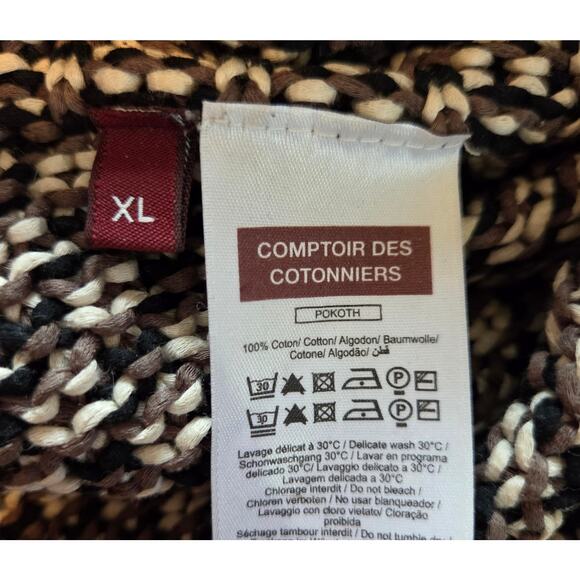 XL
COMPTOIR DES
COTONNIERS
POKOTH
100% Coton/ Cotton/ Algodon/ Baumwolle/
Cotone/ Algodão/ قطن
30 P
30 P
Lavage délicat à 30°C / Delicate wash 30°C /
Schonwaschgang 30°C / Lavar en programa
delicado 30°C/ Lavaggio delicato a 30°C /
Lavagem delicada a 30°C
Chlorage interdit / Do not bleach /
Chloren verboten / No usar blanqueador /
Lavaggio con cloro vietato/ Cloração
proibida
Séchage tambour interdit / Do not tumble dry /